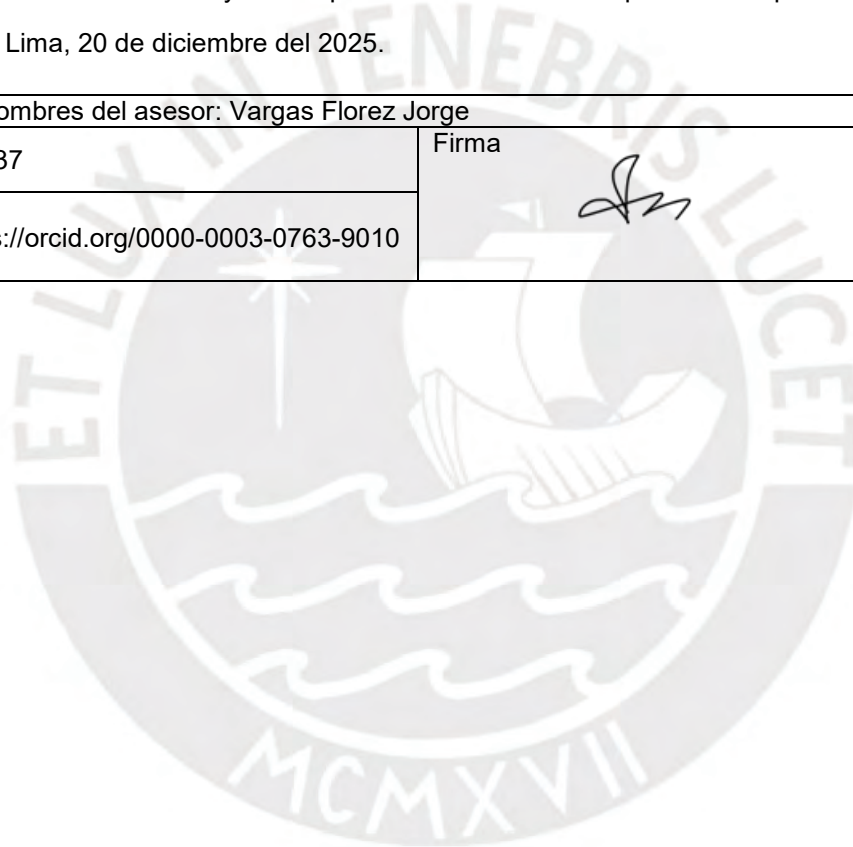 Lima, 20 de diciembre del 2025.
ombres del asesor: Vargas Florez Jorge
Firma
37
://orcid.org/0000-0003-0763-9010
ET LUX IN TENEBRIS LUCET
MCMXVII